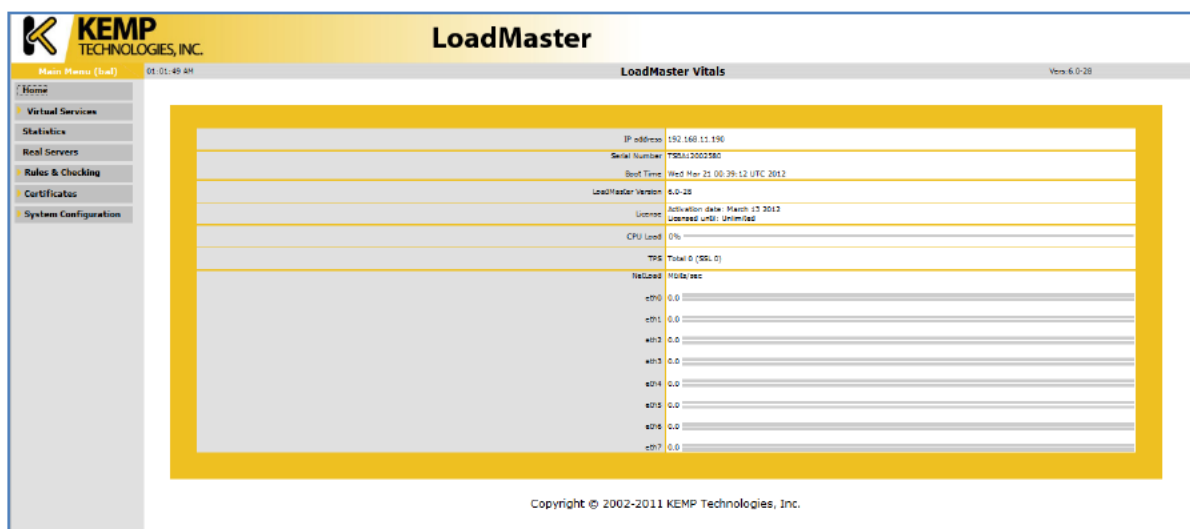 KEMP
TECHNOLOGIES, INC.
LoadMaster
Main Menu (bal)
01:01:49 AM
LoadMaster Vitals
Vers:6.0-28
Home
Virtual Services
Statistics
Real Servers
Rules & Checking
Certificates
System Configuration
IP address 192.168.11.190
Serial Number
Boot Time Wed Mar 21 00:39:12 UTC 2012
LoadMaster Version 6.0-28
License Activation date: March 13 2012
Licensed until: Unlimited
CPU Load 0%
TPS Total 0 (SSL 0)
NetLoad Mbits/sec
eth0 0.0
eth1 0.0
eth2 0.0
eth3 0.0
eth4 0.0
eth5 0.0
eth6 0.0
eth7 0.0
Copyright © 2002-2011 KEMP Technologies, Inc.